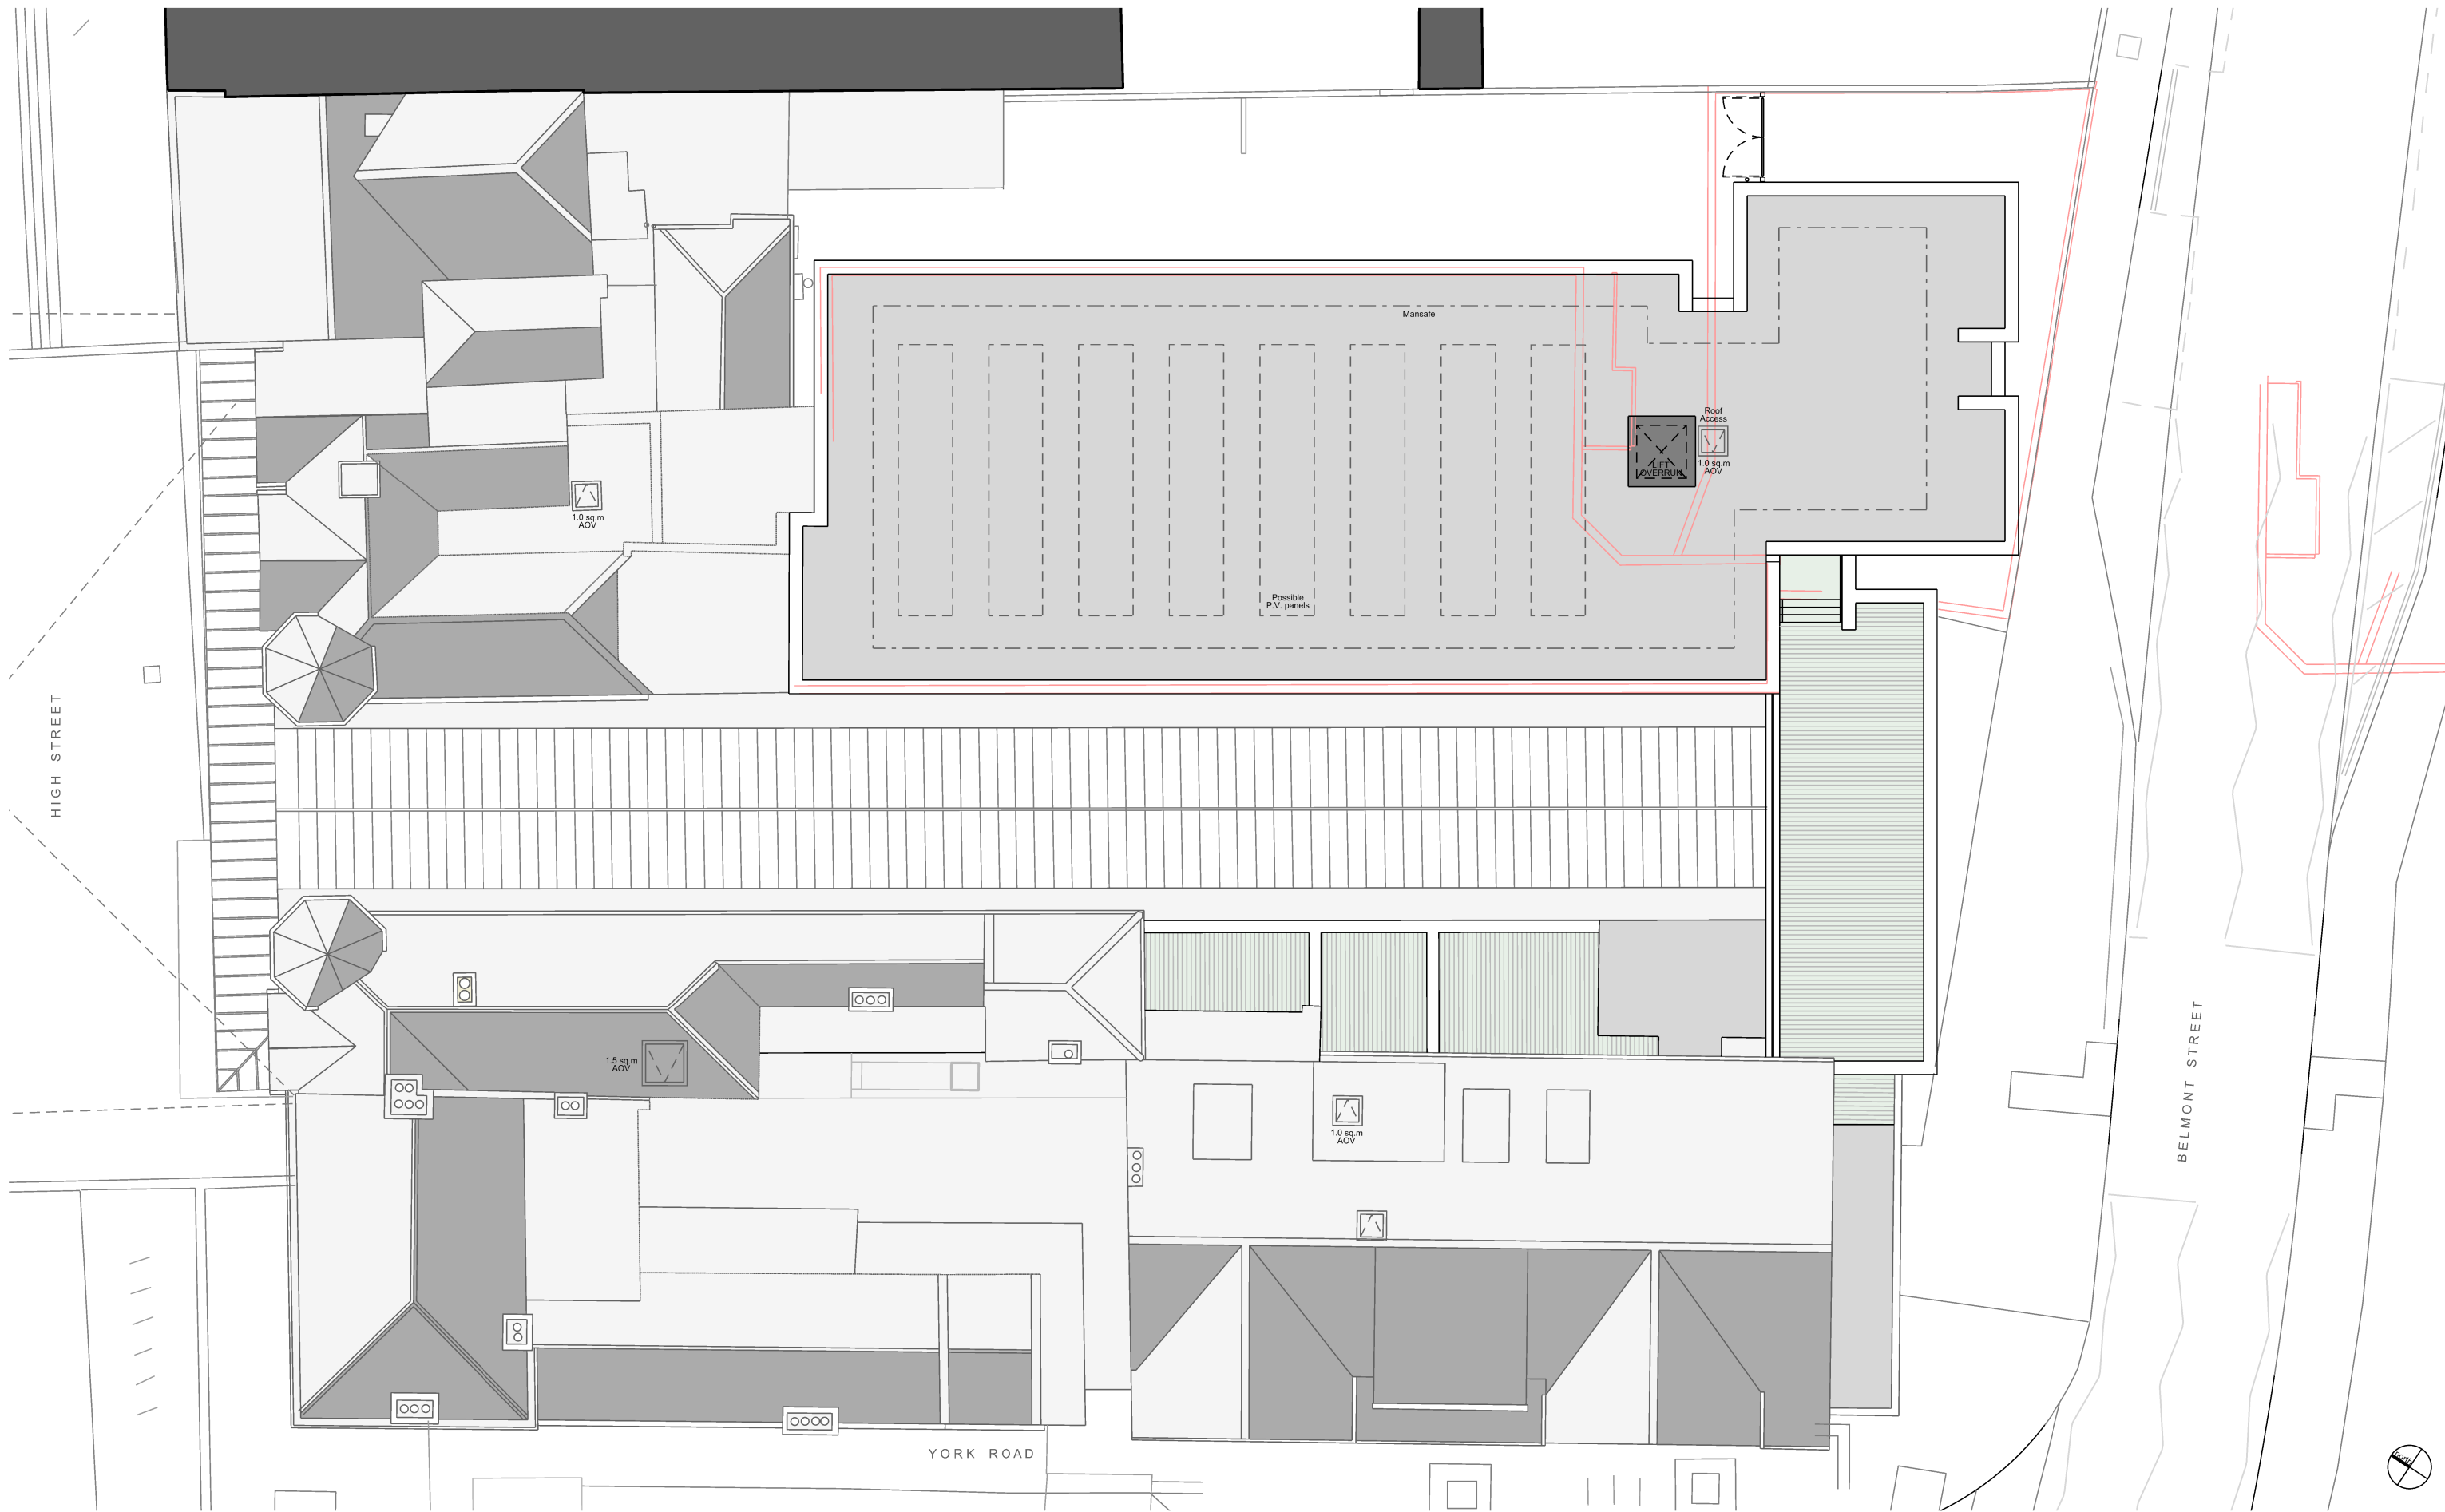 Mansafe
Roof
Access
LIFT
OVERRUN
1.0 sq.m
AOV
1.0 sq.m
AOV
Possible
P.V. panels
HIGH STREET
1.5 sq.m
AOV
1.0 sq.m
AOV
BELMONT STREET
YORK ROAD
north